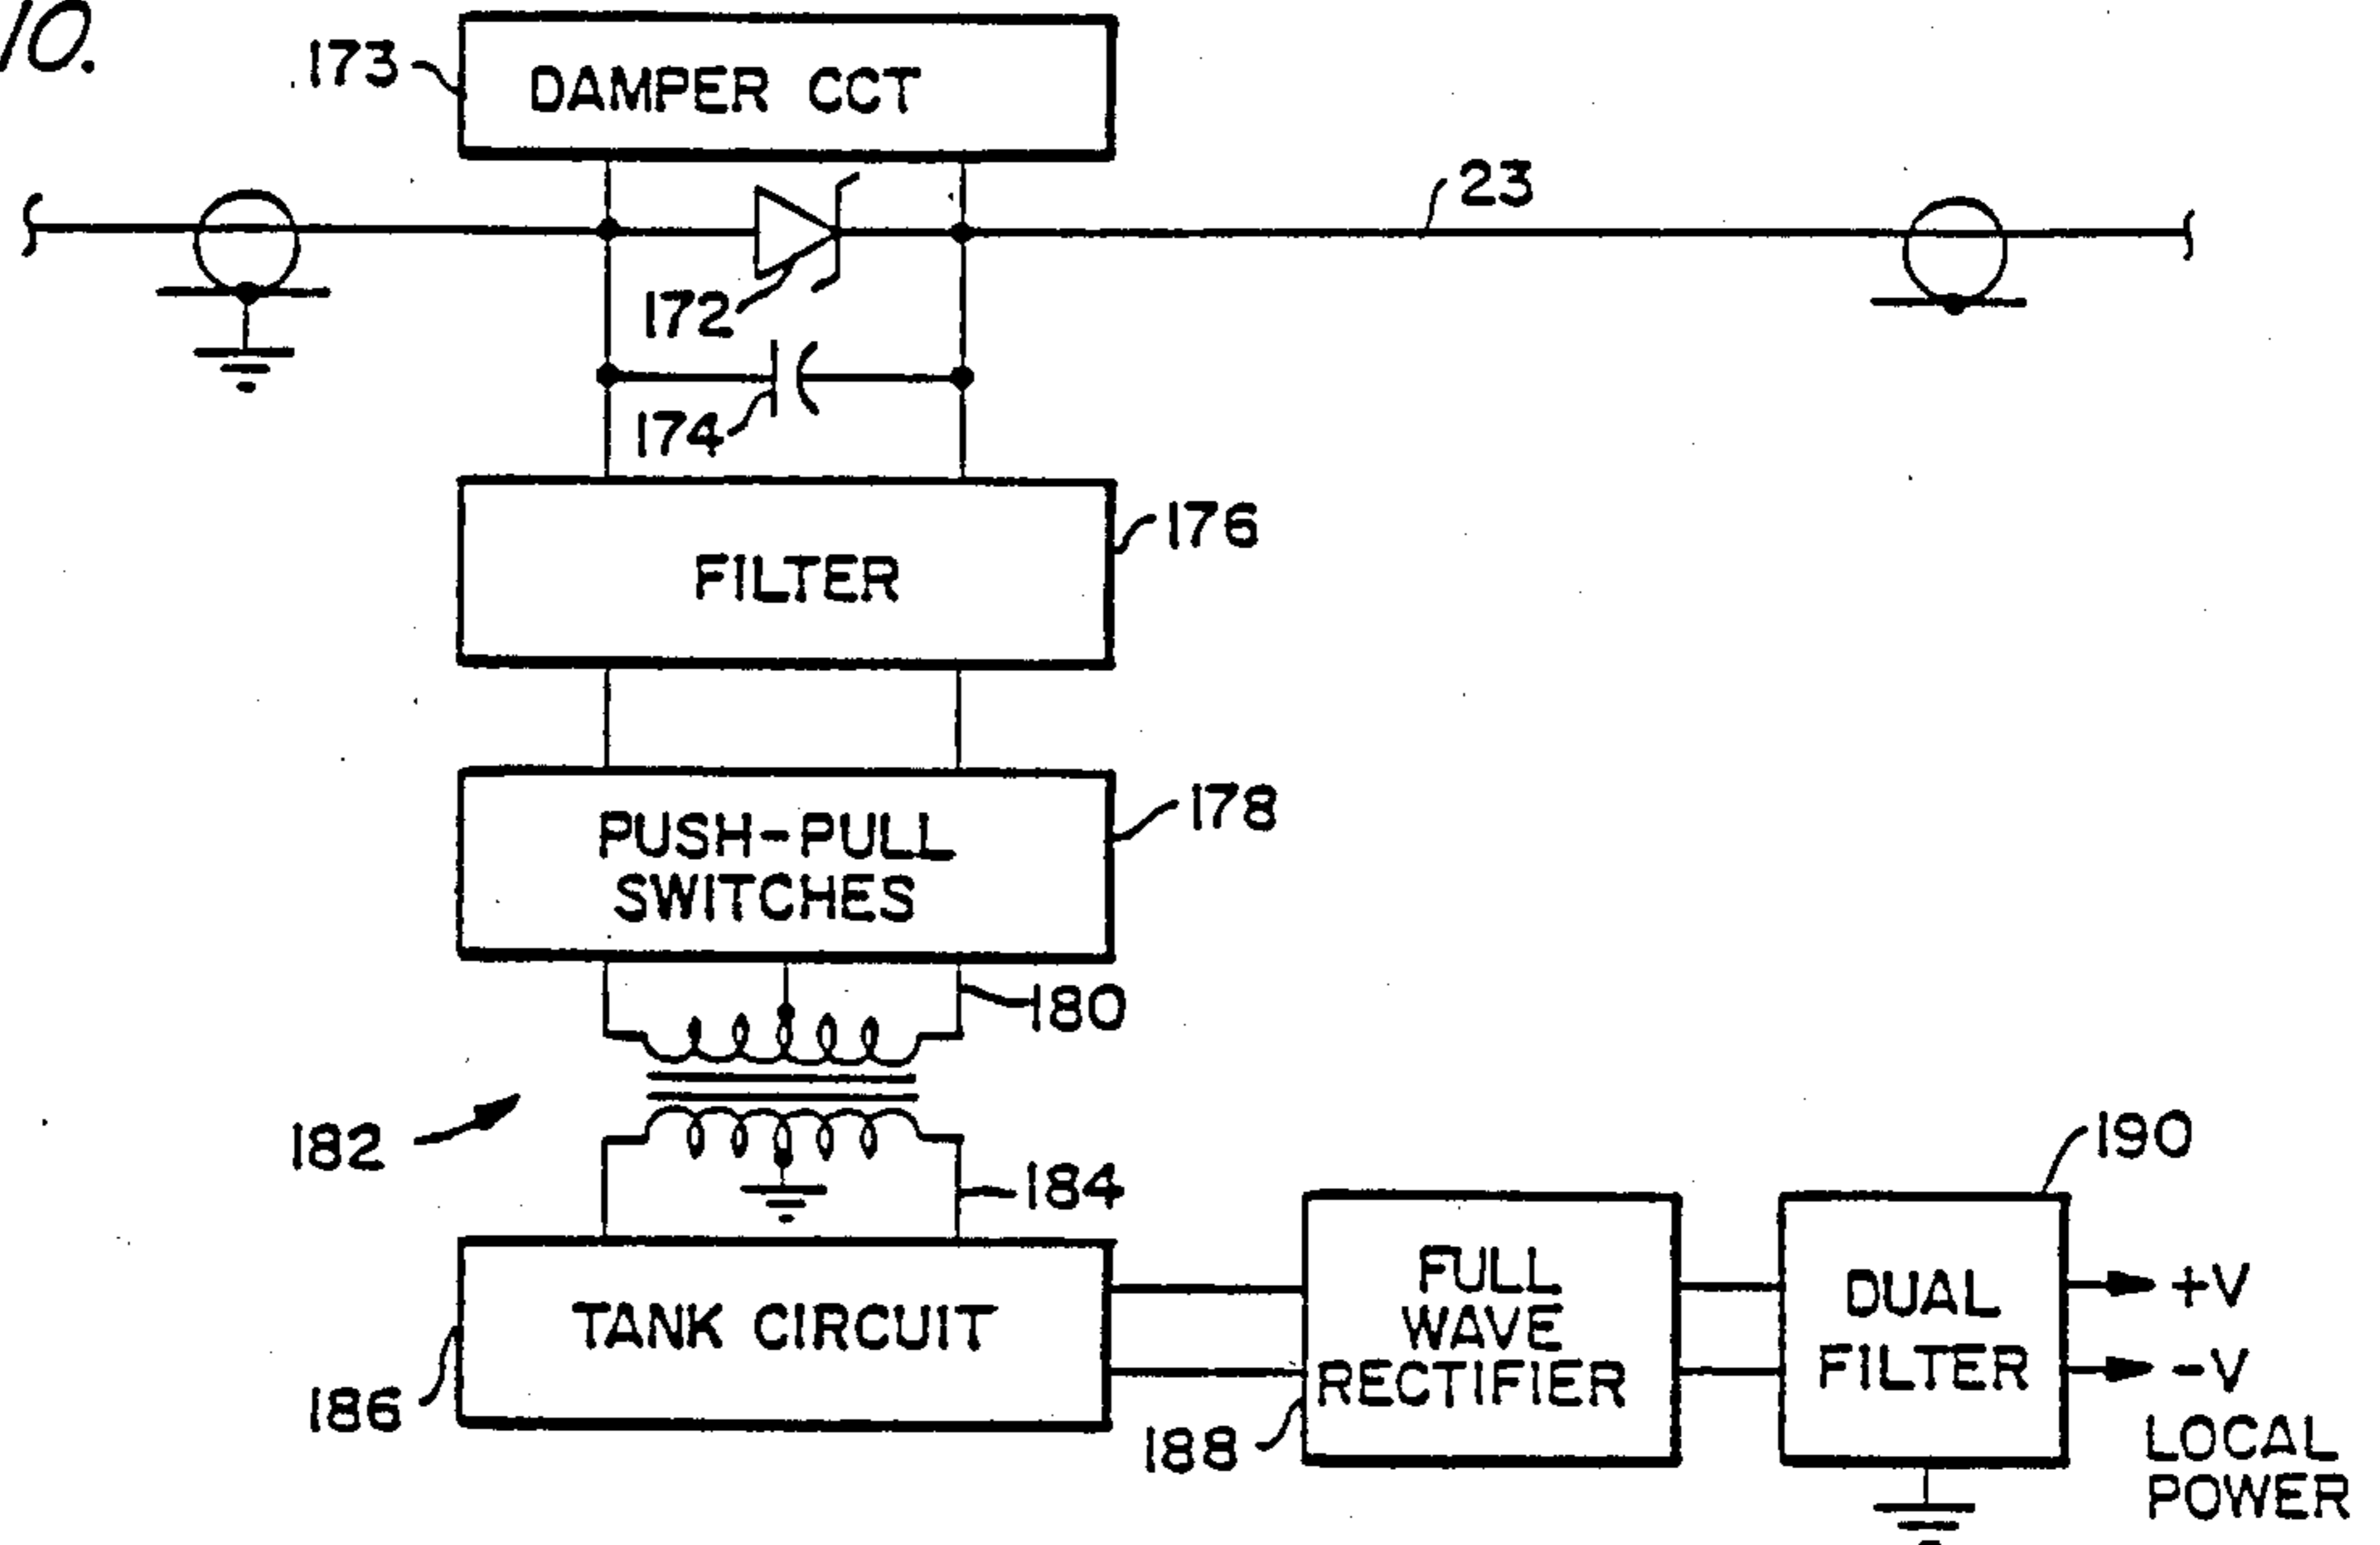 10.
173
DAMPER CCT
23
172
174
176
FILTER
178
PUSH-PULL
SWITCHES
180
182
184
190
TANK CIRCUIT
186
FULL
WAVE
RECTIFIER
188
DUAL
FILTER
+V
-V
LOCAL
POWER